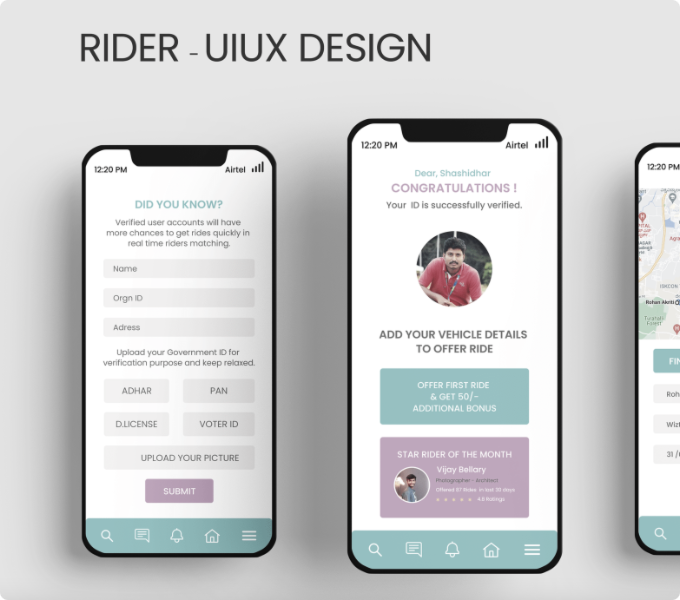 RIDER - UIUX DESIGN
12:20 PM
Airtel
DID YOU KNOW?
Verified user accounts will have
more chances to get rides quickly in
real time riders matching.
Name
Orgn ID
Adress
Upload your Government ID for
verification purpose and keep relaxed.
ADHAR
PAN
D.LICENSE
VOTER ID
UPLOAD YOUR PICTURE
SUBMIT
12:20 PM
Airtel
Dear, Shashidhar
CONGRATULATIONS !
Your ID is successfully verified.
ADD YOUR VEHICLE DETAILS
TO OFFER RIDE
OFFER FIRST RIDE
& GET 50/-
ADDITIONAL BONUS
STAR RIDER OF THE MONTH
Vijay Bellary
Photographer - Architect
Offered 87 Rides in last 30 days
4.8 Ratings
12:20 PM
Rohan Akriti
FIN
Roh
31 /